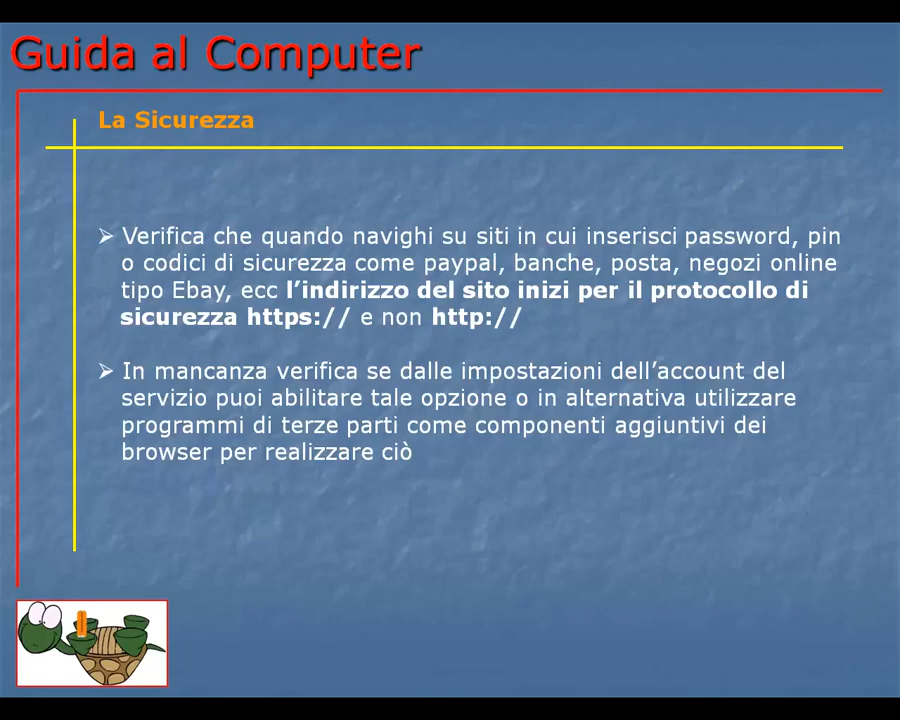 Guida al Computer
La Sicurezza
➢ Verifica che quando navighi su siti in cui inserisci password, pin
o codici di sicurezza come paypal, banche, posta, negozi online
tipo Ebay, ecc l’indirizzo del sito inizi per il protocollo di
sicurezza https:// e non http://
➢ In mancanza verifica se dalle impostazioni dell’account del
servizio puoi abilitare tale opzione o in alternativa utilizzare
programmi di terze parti come componenti aggiuntivi dei
browser per realizzare ciò